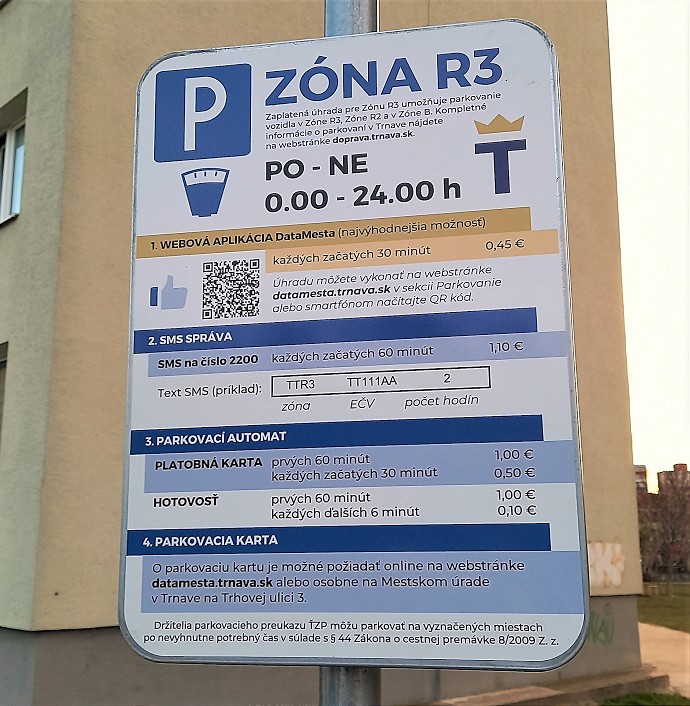 P
ZÓNA R3
Zaplatená úhrada pre Zónu R3 umožňuje parkovanie
vozidla v Zóne R3, Zóne R2 a v Zóne B. Kompletné
informácie o parkovaní v Trnave nájdete
na webstránke doprava.trnava.sk.
T
PO - NE
0.00 - 24.00 h
1. WEBOVÁ APLIKÁCIA DataMesta (najvýhodnejšia možnosť)
každých začatých 30 minút 0,45 €
Úhradu môžete vykonať na webstránke
datamesta.trnava.sk v sekcii Parkovanie
alebo smartfónom načítajte QR kód.
2. SMS SPRÁVA
SMS na číslo 2200 každých začatých 60 minút 1,10 €
Text SMS (príklad): TTR3 TT111AA 2
zóna EČV počet hodín
3. PARKOVACÍ AUTOMAT
PLATOBNÁ KARTA prvých 60 minút 1,00 €
každých začatých 30 minút 0,50 €
HOTOVOSŤ prvých 60 minút 1,00 €
každých ďalších 6 minút 0,10 €
4. PARKOVACIA KARTA
O parkovaciu kartu je možné požiadať online na webstránke
datamesta.trnava.sk alebo osobne na Mestskom úrade
v Trnave na Trhovej ulici 3.
Držitelia parkovacieho preukazu ŤZP môžu parkovať na vyznačených miestach
po nevyhnutne potrebný čas v súlade s § 44 Zákona o cestnej premávke 8/2009 Z. z.